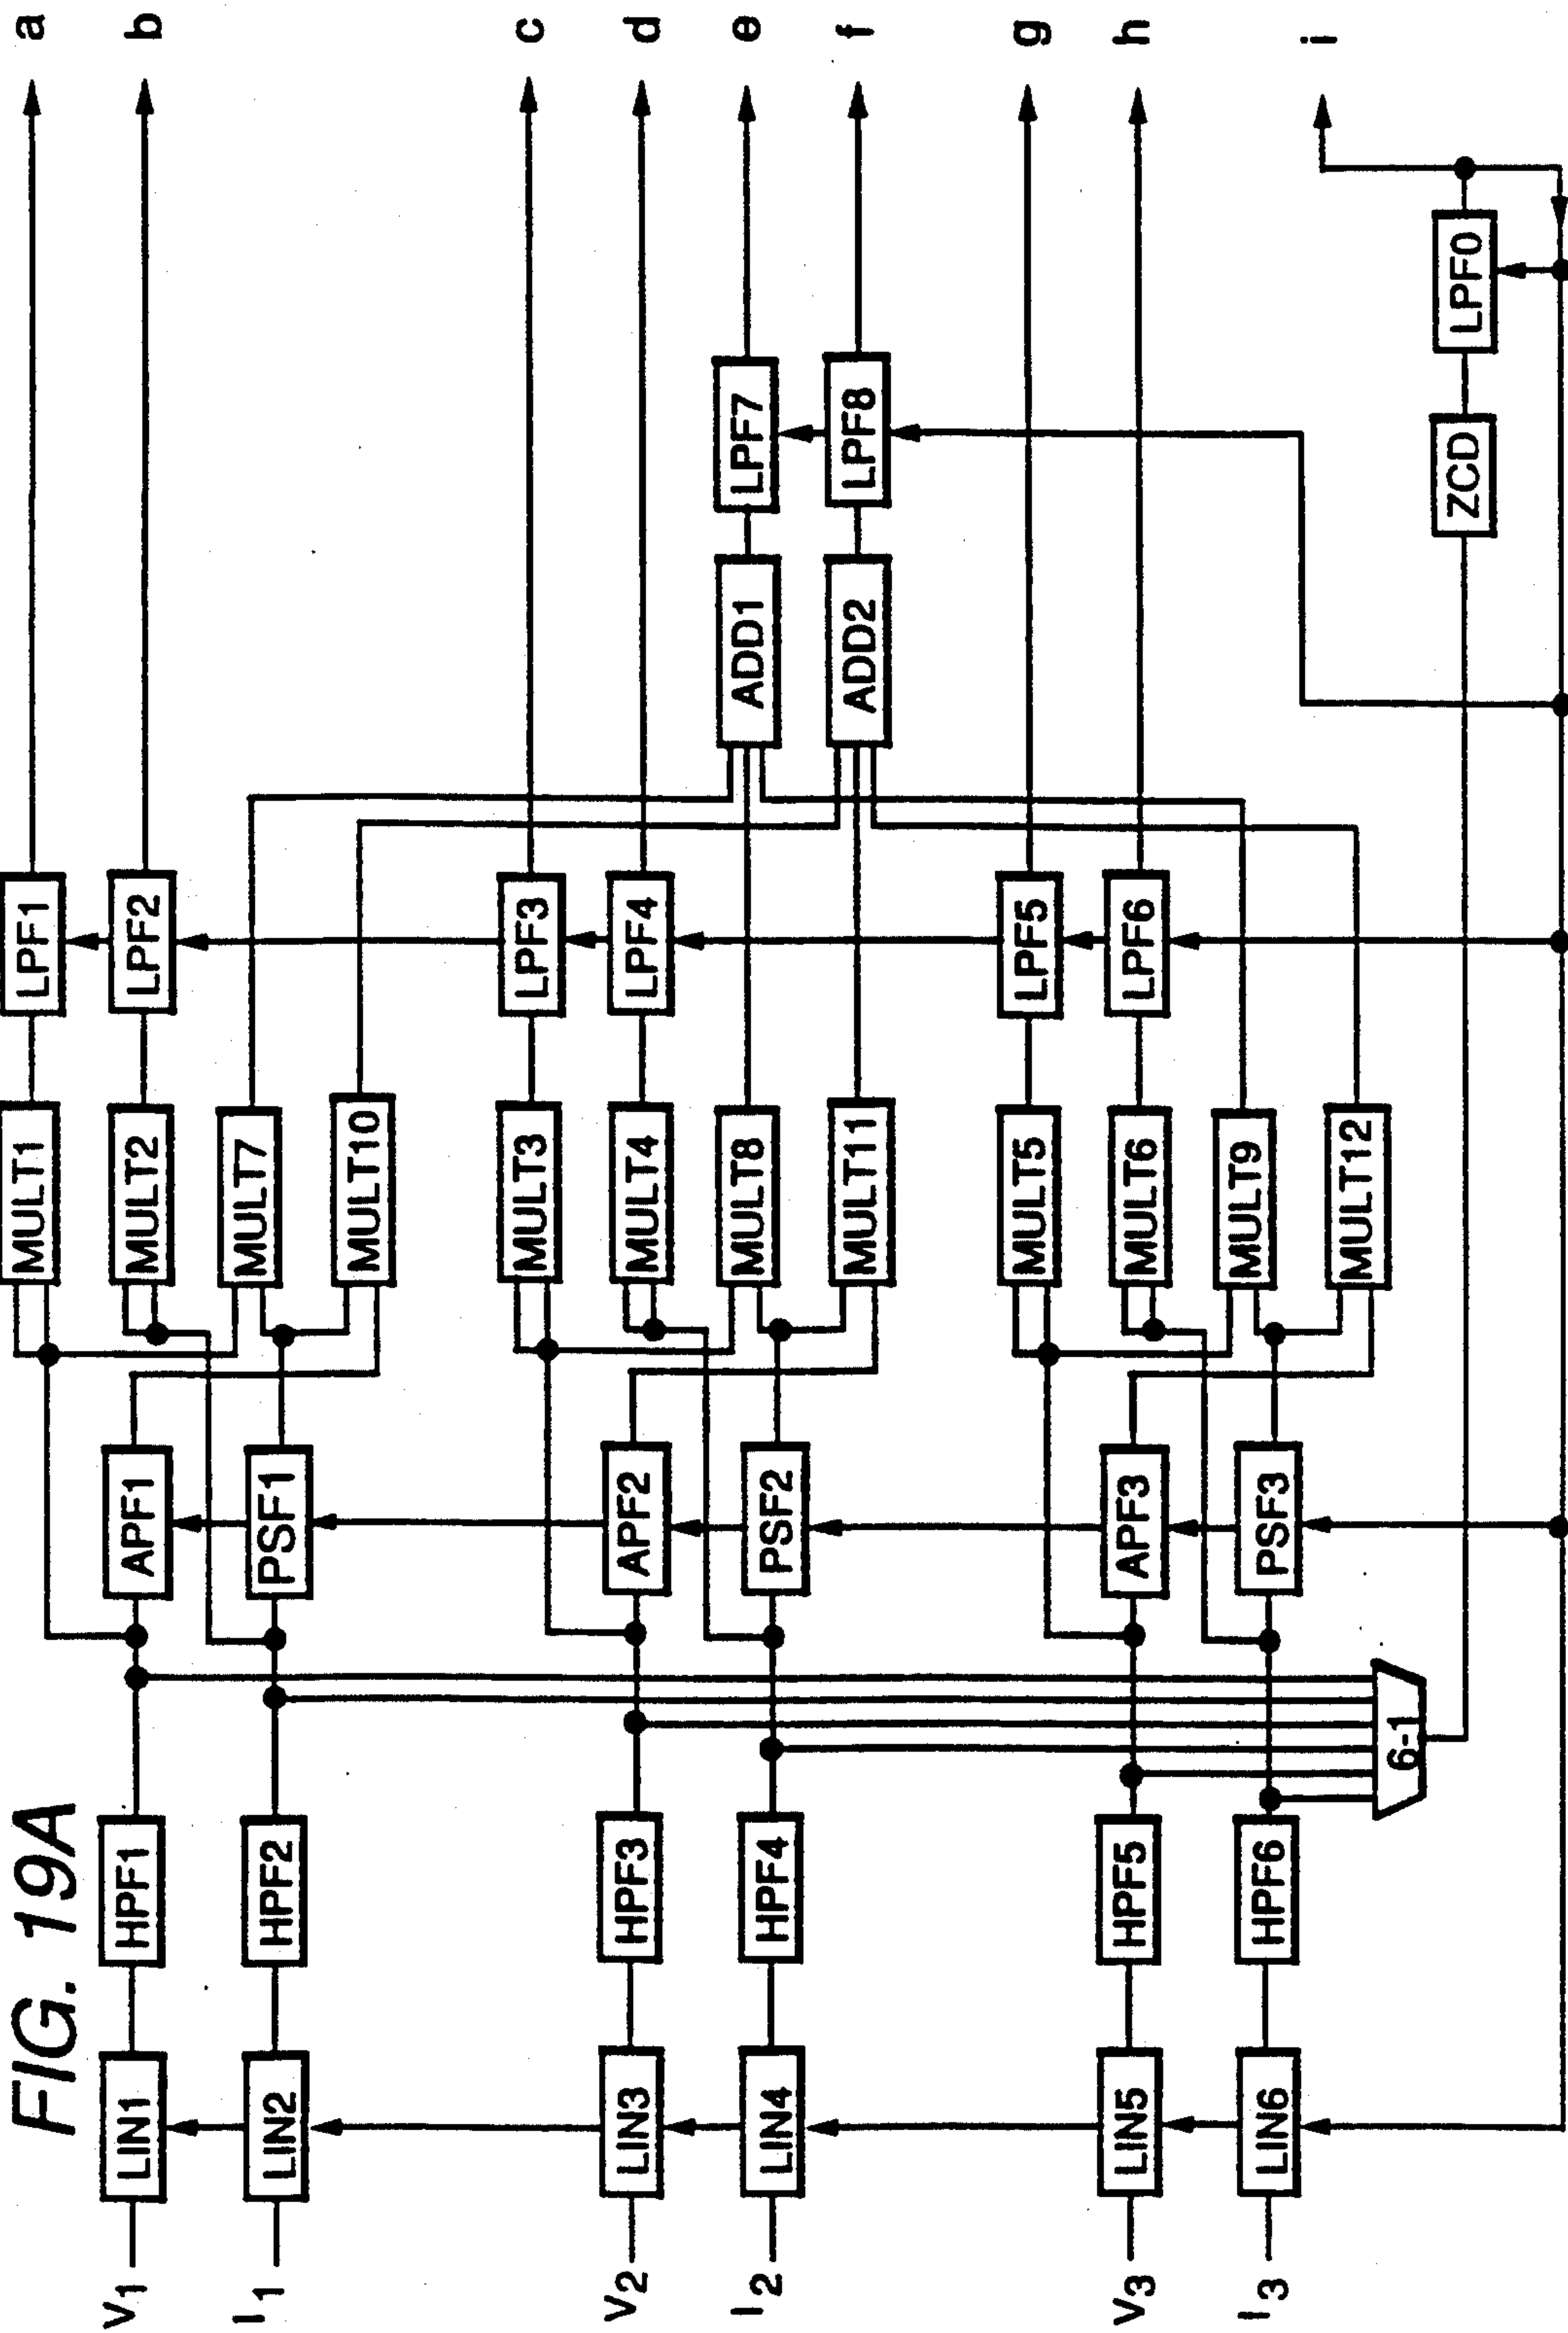 FIG. 19A
V1
LIN1
HPF1
APF1
MULT1
LPF1
a
I1
LIN2
HPF2
PSF1
MULT2
LPF2
b
MULT7
MULT10
V2
LIN3
HPF3
APF2
MULT3
LPF3
c
I2
LIN4
HPF4
PSF2
MULT4
LPF4
d
MULT8
ADD1
LPF7
e
MULT11
ADD2
LPF8
f
V3
LIN5
HPF5
APF3
MULT5
LPF5
g
I3
LIN6
HPF6
PSF3
MULT6
LPF6
h
MULT9
MULT12
6-1
ZCD
LPF0
i